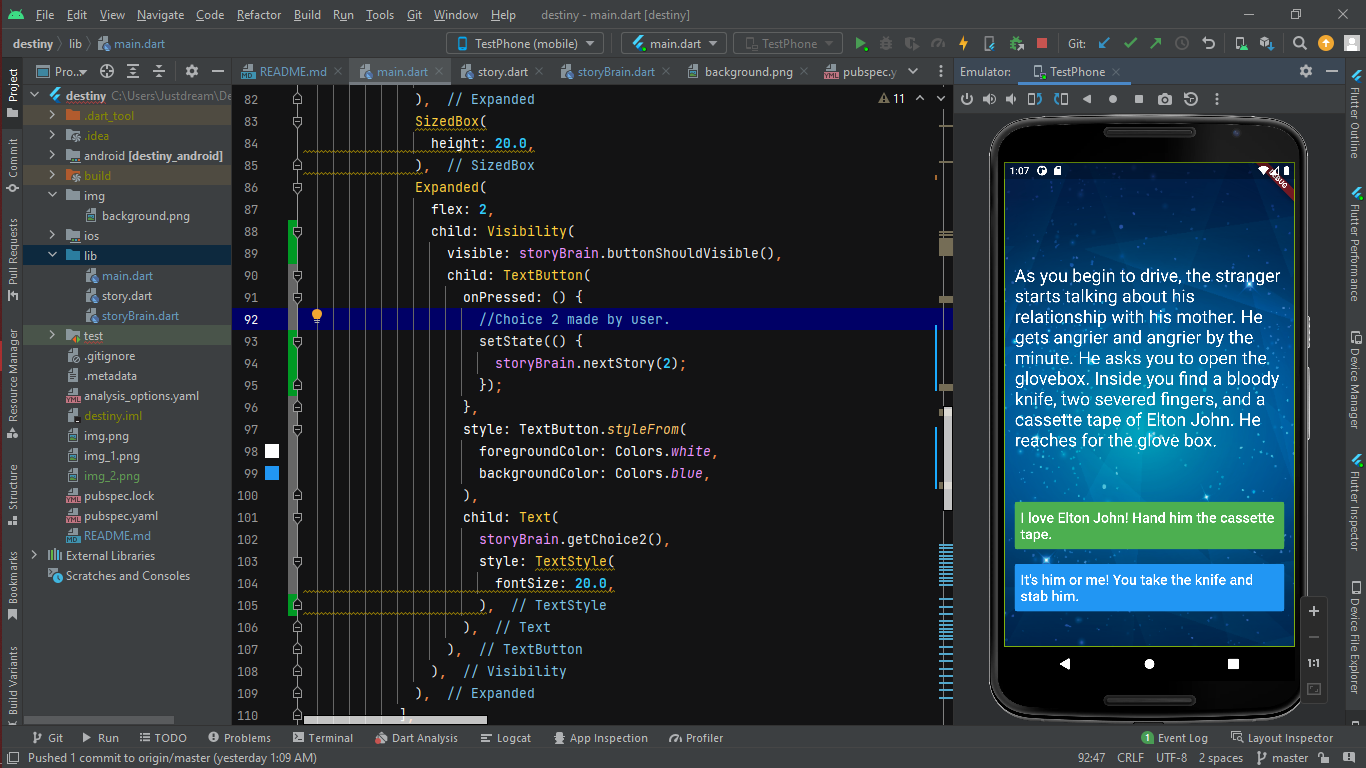 File Edit View Navigate Code Refactor Build Run Tools Git Window Help destiny - main.dart [destiny]
destiny lib main.dart TestPhone (mobile) main.dart TestPhone Git:
Pro... README.md main.dart story.dart storyBrain.dart background.png pubspec.y Emulator: TestPhone
Project
Commit
Pull Requests
Resource Manager
Structure
Bookmarks
Build Variants
destiny C:\Users\Justdream\De
.dart_tool
.idea
android [destiny_android]
build
img
background.png
ios
lib
main.dart
story.dart
storyBrain.dart
test
.gitignore
.metadata
analysis_options.yaml
destiny.iml
img.png
img_1.png
img_2.png
pubspec.lock
pubspec.yaml
README.md
External Libraries
Scratches and Consoles
11
82 ), // Expanded
83 SizedBox(
84 height: 20.0,
85 ), // SizedBox
86 Expanded(
87 flex: 2,
88 child: Visibility(
89 visible: storyBrain.buttonShouldVisible(),
90 child: TextButton(
91 onPressed: () {
92 //Choice 2 made by user.
93 setState(() {
94 storyBrain.nextStory(2);
95 });
96 },
97 style: TextButton.styleFrom(
98 foregroundColor: Colors.white,
99 backgroundColor: Colors.blue,
100 ),
101 child: Text(
102 storyBrain.getChoice2(),
103 style: TextStyle(
104 fontSize: 20.0,
105 ), // TextStyle
106 ), // Text
107 ), // TextButton
108 ), // Visibility
109 ), // Expanded
110 ],
1:07
DEBUG
As you begin to drive, the stranger
starts talking about his
relationship with his mother. He
gets angrier and angrier by the
minute. He asks you to open the
glovebox. Inside you find a bloody
knife, two severed fingers, and a
cassette tape of Elton John. He
reaches for the glove box.
I love Elton John! Hand him the cassette
tape.
It's him or me! You take the knife and
stab him.
1:1
Flutter Outline
Flutter Performance
Device Manager
Flutter Inspector
Device File Explorer
Git Run TODO Problems Terminal Dart Analysis Logcat App Inspection Profiler 1 Event Log Layout Inspector
Pushed 1 commit to origin/master (yesterday 1:09 AM) 92:47 CRLF UTF-8 2 spaces master